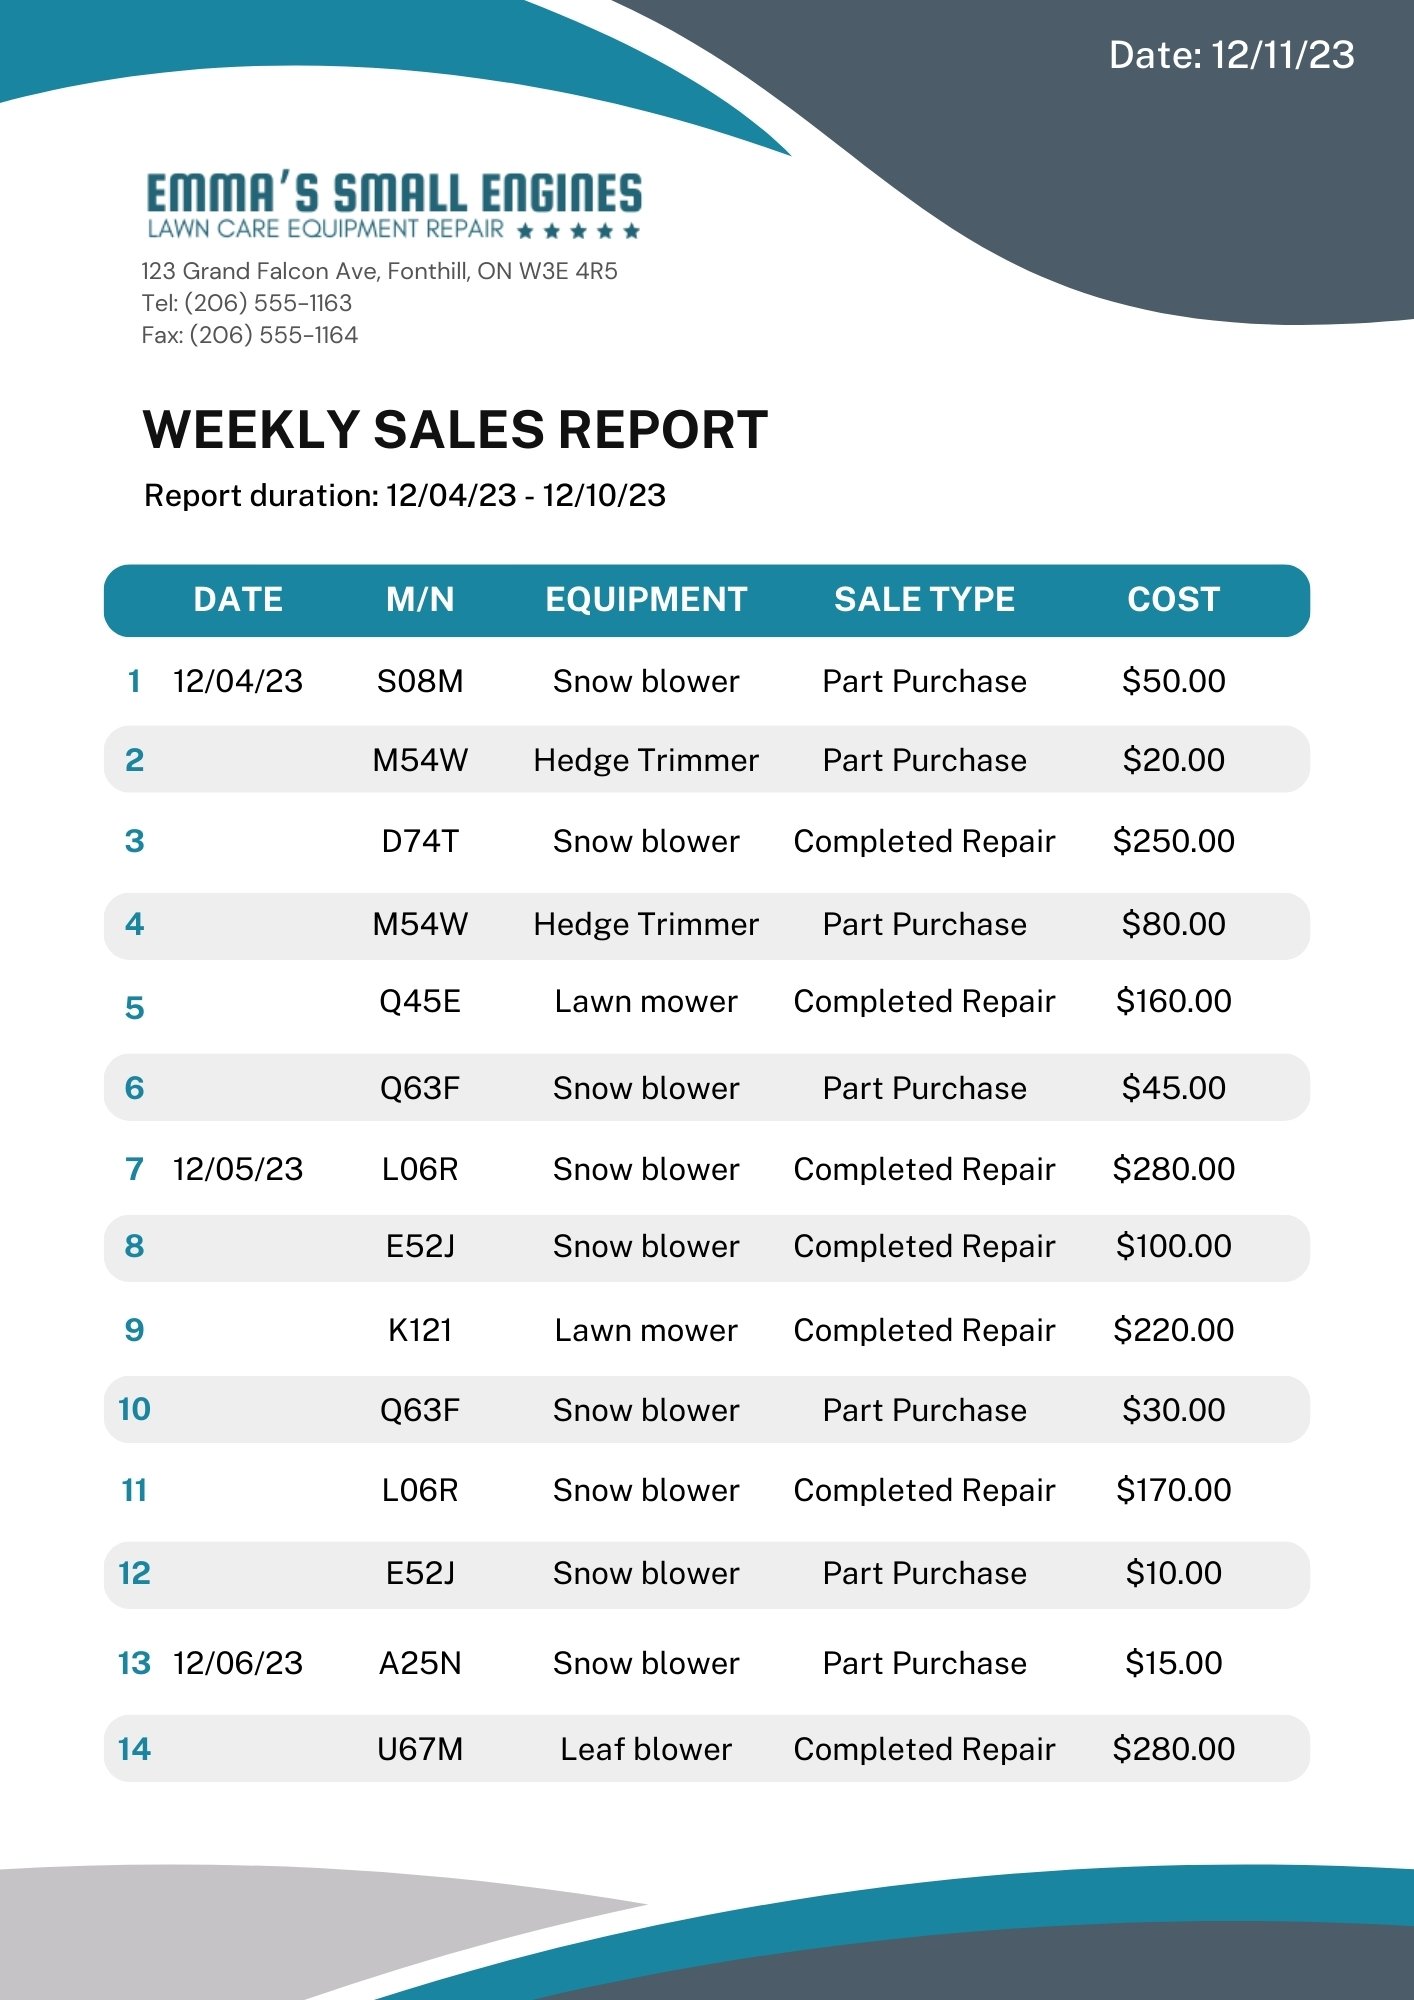 Date: 12/11/23
EMMA'S SMALL ENGINES
LAWN CARE EQUIPMENT REPAIR
123 Grand Falcon Ave, Fonthill, ON W3E 4R5
Tel: (206) 555-1163
Fax: (206) 555-1164
WEEKLY SALES REPORT
Report duration: 12/04/23 - 12/10/23
DATE M/N EQUIPMENT SALE TYPE COST
1 12/04/23 S08M Snow blower Part Purchase $50.00
2 M54W Hedge Trimmer Part Purchase $20.00
3 D74T Snow blower Completed Repair $250.00
4 M54W Hedge Trimmer Part Purchase $80.00
5 Q45E Lawn mower Completed Repair $160.00
6 Q63F Snow blower Part Purchase $45.00
7 12/05/23 L06R Snow blower Completed Repair $280.00
8 E52J Snow blower Completed Repair $100.00
9 K121 Lawn mower Completed Repair $220.00
10 Q63F Snow blower Part Purchase $30.00
11 L06R Snow blower Completed Repair $170.00
12 E52J Snow blower Part Purchase $10.00
13 12/06/23 A25N Snow blower Part Purchase $15.00
14 U67M Leaf blower Completed Repair $280.00